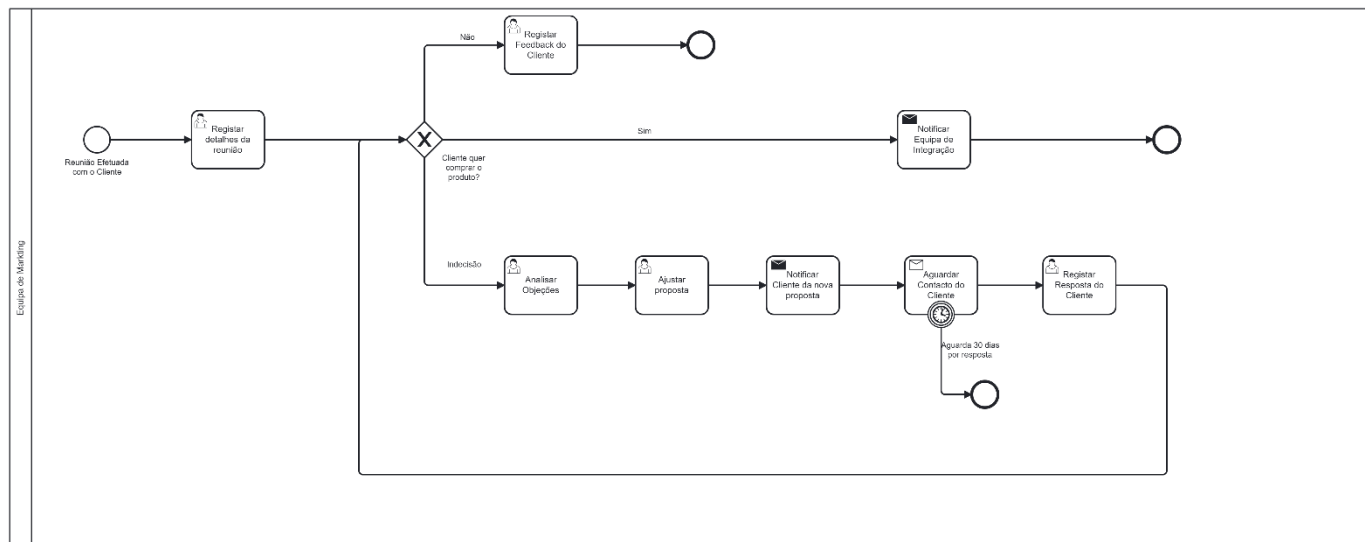 Equipa de Markting
Reunião Efetuada
com o Cliente
Registar
detalhes da
reunião
Cliente quer
comprar o
produto?
Não
Registar
Feedback do
Cliente
Sim
Notificar
Equipa de
Integração
Indecisão
Analisar
Objeções
Ajustar
proposta
Notificar
Cliente da nova
proposta
Aguardar
Contacto do
Cliente
Aguarda 30 dias
por resposta
Registar
Resposta do
Cliente